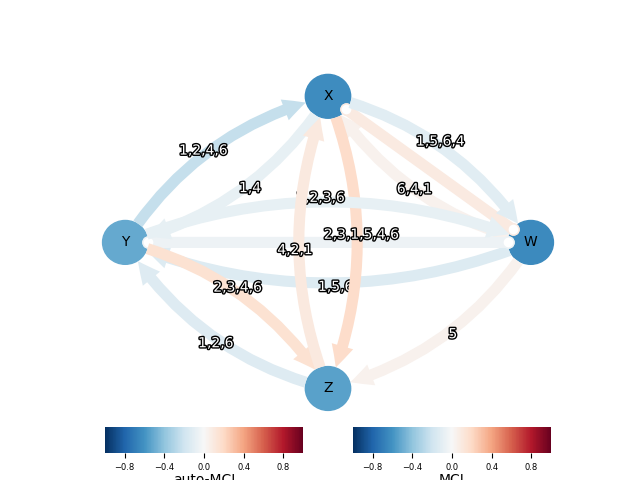 X
1,5,6,4
1,2,4,6
1,4
6,4,1
,2,3,6
2,3,1,5,4,6
Y
W
4,2,1
2,3,4,6
1,5,6
5
1,2,6
Z
−0.8 −0.4 0.0 0.4 0.8
−0.8 −0.4 0.0 0.4 0.8
auto-MCI
MCI